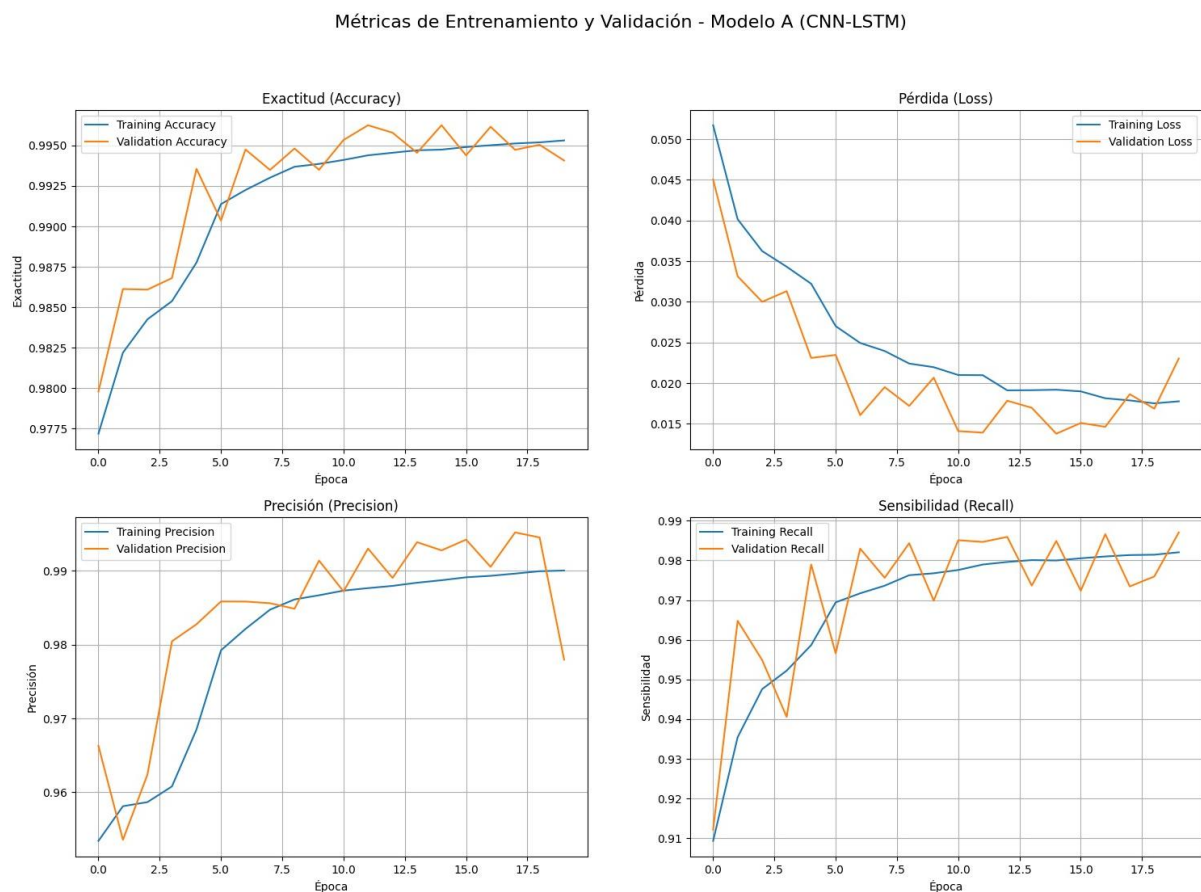 Métricas de Entrenamiento y Validación - Modelo A (CNN-LSTM)
Exactitud (Accuracy)
Training Accuracy
Validation Accuracy
0.9950
0.9925
0.9900
0.9875
0.9850
0.9825
0.9800
0.9775
Exactitud
0.0 2.5 5.0 7.5 10.0 12.5 15.0 17.5
Época
Pérdida (Loss)
Training Loss
Validation Loss
0.050
0.045
0.040
0.035
0.030
0.025
0.020
0.015
Pérdida
0.0 2.5 5.0 7.5 10.0 12.5 15.0 17.5
Época
Precisión (Precision)
Training Precision
Validation Precision
0.99
0.98
0.97
0.96
Precisión
0.0 2.5 5.0 7.5 10.0 12.5 15.0 17.5
Época
Sensibilidad (Recall)
Training Recall
Validation Recall
0.99
0.98
0.97
0.96
0.95
0.94
0.93
0.92
0.91
Sensibilidad
0.0 2.5 5.0 7.5 10.0 12.5 15.0 17.5
Época